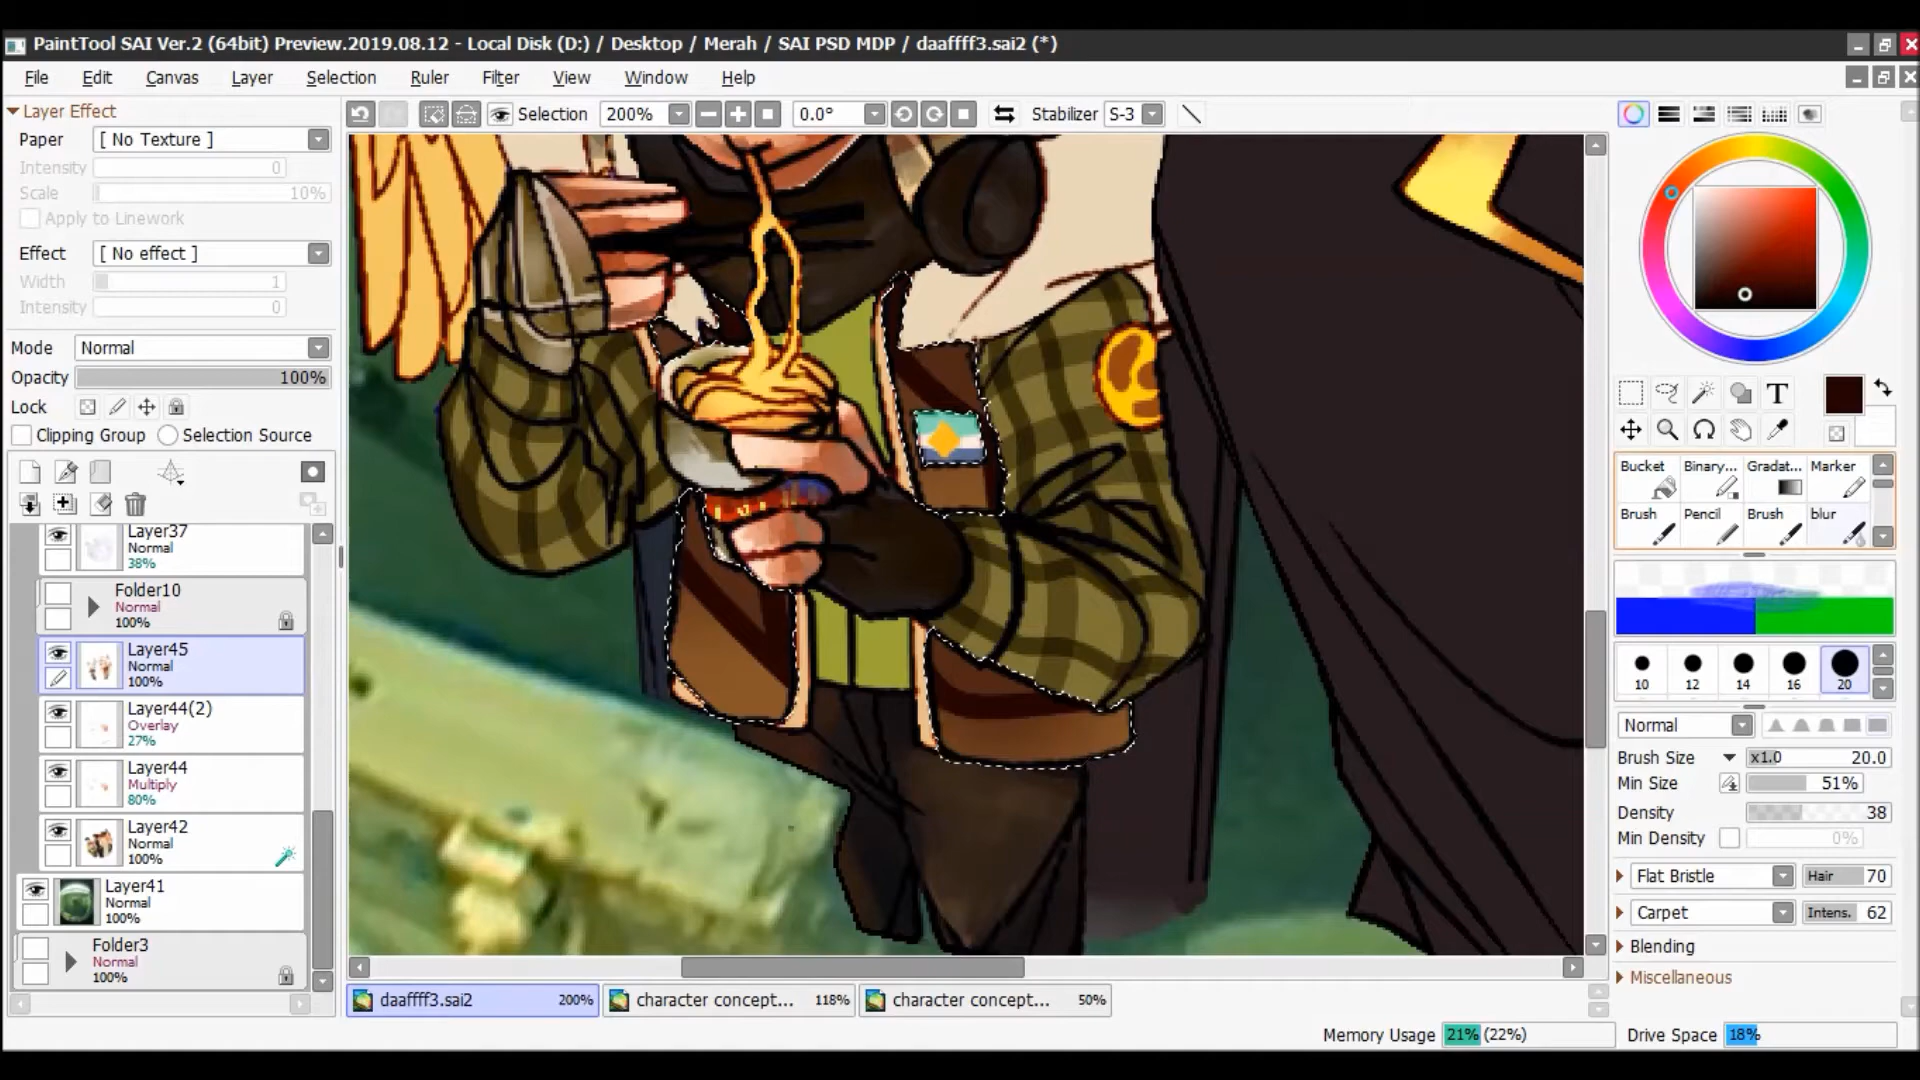 PaintTool SAI Ver.2 (64bit) Preview.2019.08.12 - Local Disk (D:) / Desktop / Merah / SAI PSD MDP / daaffff3.sai2 (*)
File Edit Canvas Layer Selection Ruler Filter View Window Help
Layer Effect
Selection 200% 0.0° Stabilizer S-3
Paper [ No Texture ]
Intensity 0
Scale 10%
Apply to Linework
Effect [ No effect ]
Width 1
Intensity 0
Mode Normal
Opacity 100%
Lock
Clipping Group Selection Source
Layer37
Normal
38%
Folder10
Normal
100%
Layer45
Normal
100%
Layer44(2)
Overlay
27%
Layer44
Multiply
80%
Layer42
Normal
100%
Layer41
Normal
100%
Folder3
Normal
100%
T
Bucket Binary... Gradat... Marker
Brush Pencil Brush blur
10 12 14 16 20
Normal
Brush Size x1.0 20.0
Min Size 51%
Density 38
Min Density 0%
Flat Bristle Hair 70
Carpet Intens. 62
Blending
Miscellaneous
daaffff3.sai2 200% character concept... 118% character concept... 50%
Memory Usage 21% (22%) Drive Space 18%